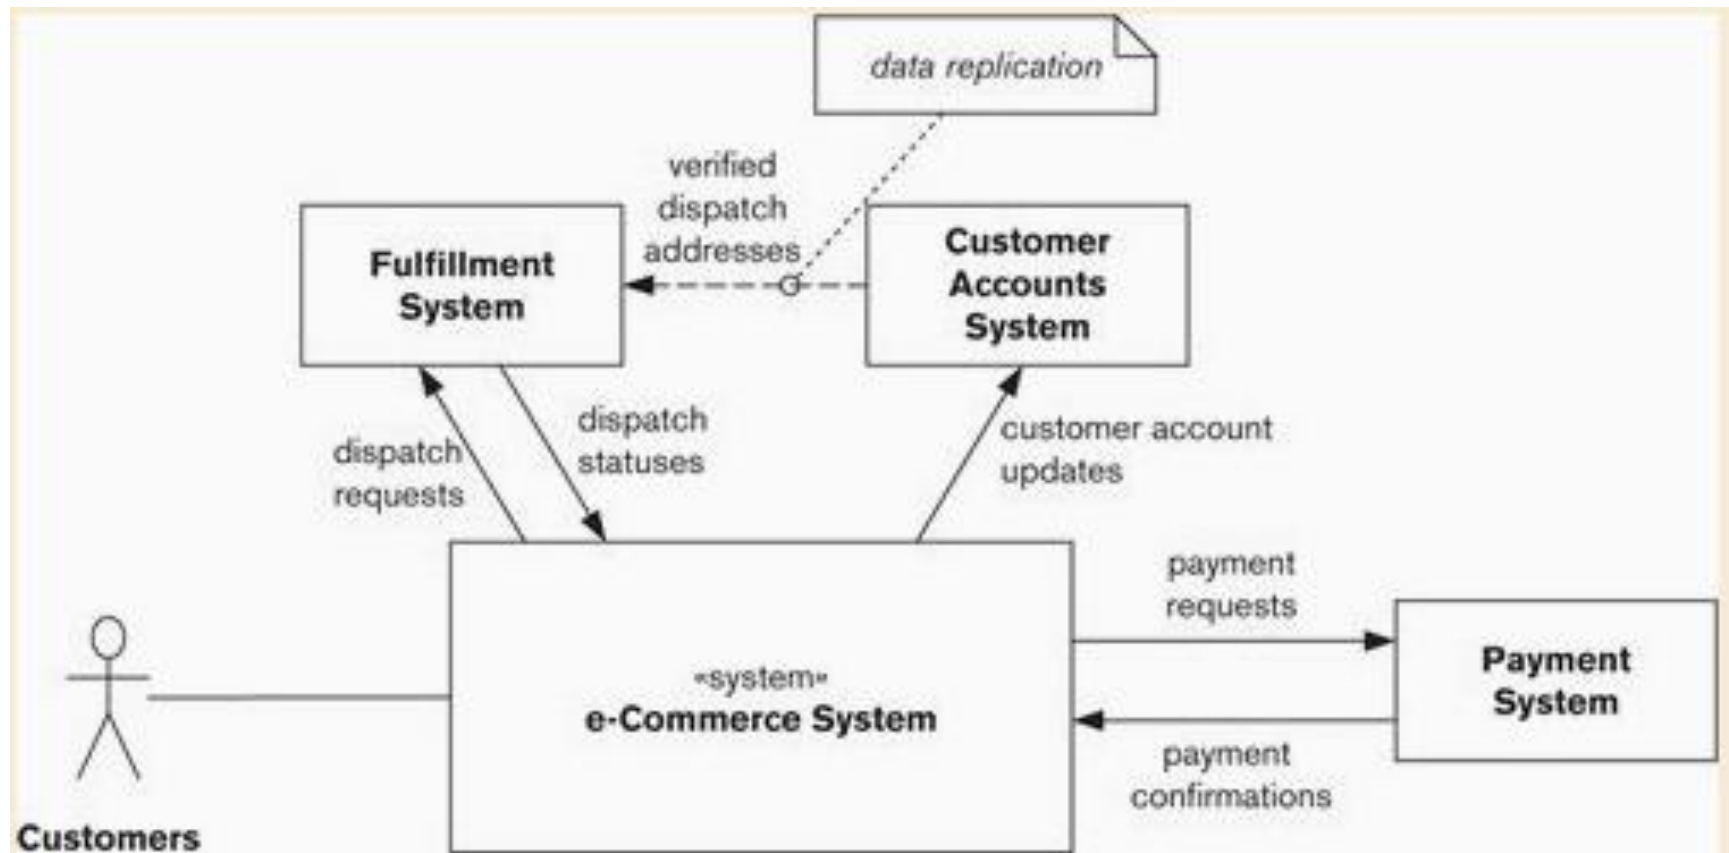 data replication
verified
dispatch
addresses
Fulfillment
System
Customer
Accounts
System
dispatch
requests
dispatch
statuses
customer account
updates
payment
requests
«system»
e-Commerce System
Payment
System
payment
confirmations
Customers